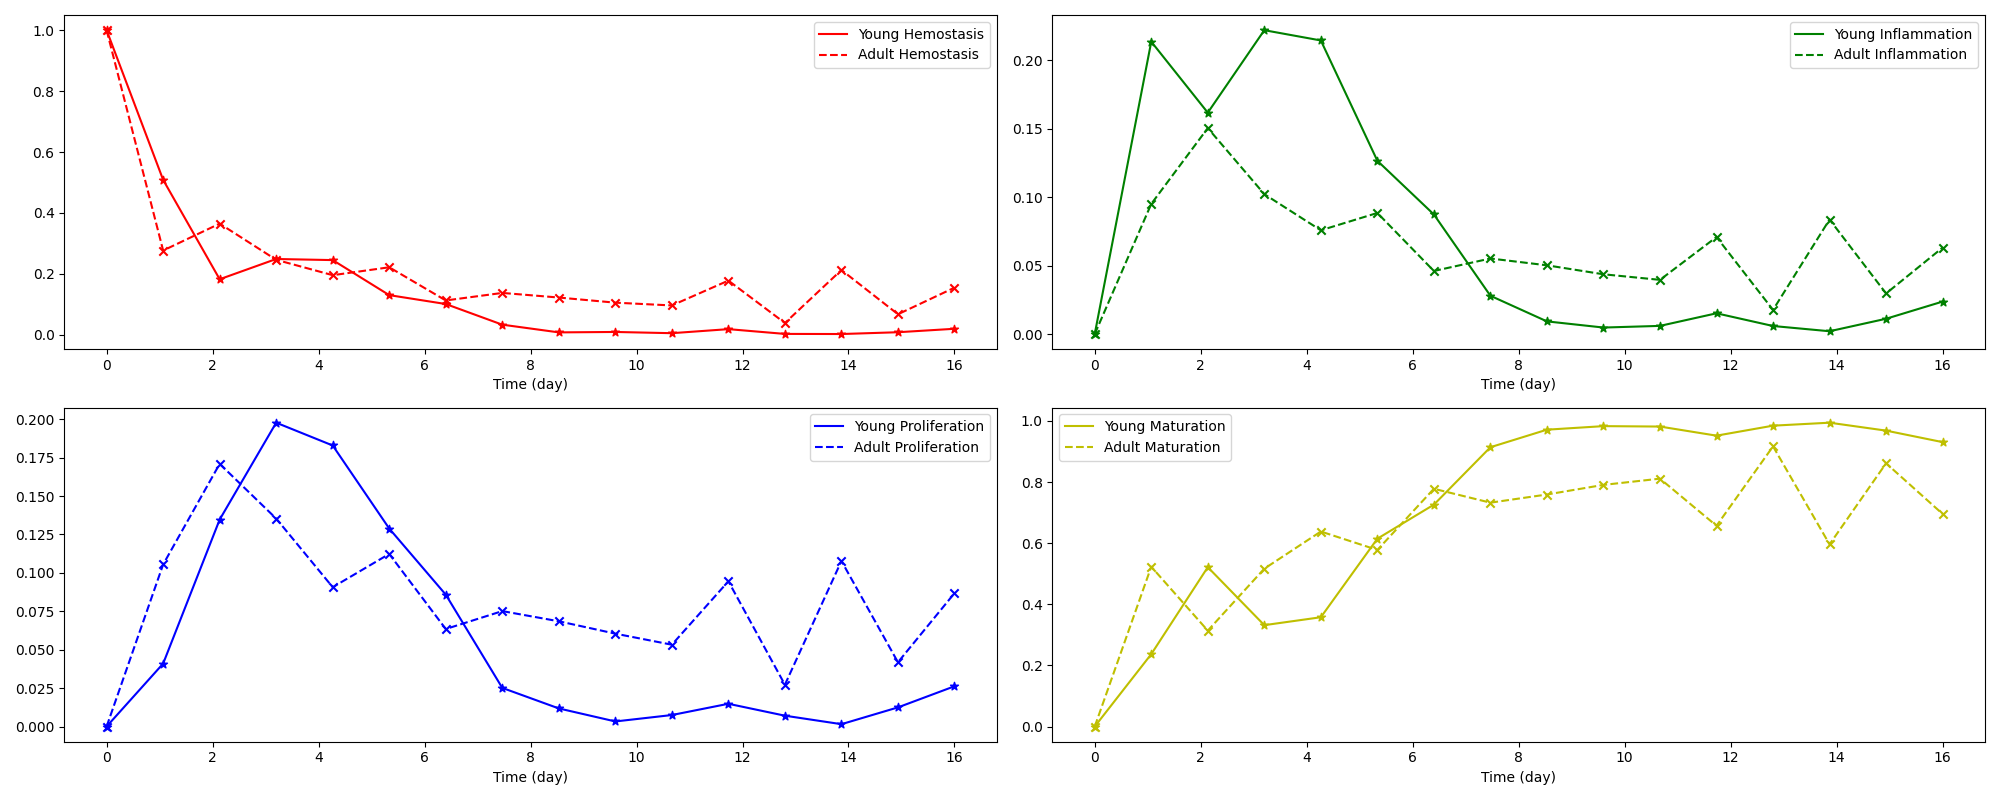 1.0
0.8
0.6
0.4
0.2
0.0
Young Hemostasis
Adult Hemostasis
0 2 4 6 8 10 12 14 16
Time (day)
0.20
0.15
0.10
0.05
0.00
Young Inflammation
Adult Inflammation
0 2 4 6 8 10 12 14 16
Time (day)
0.200
0.175
0.150
0.125
0.100
0.075
0.050
0.025
0.000
Young Proliferation
Adult Proliferation
0 2 4 6 8 10 12 14 16
Time (day)
1.0
0.8
0.6
0.4
0.2
0.0
Young Maturation
Adult Maturation
0 2 4 6 8 10 12 14 16
Time (day)